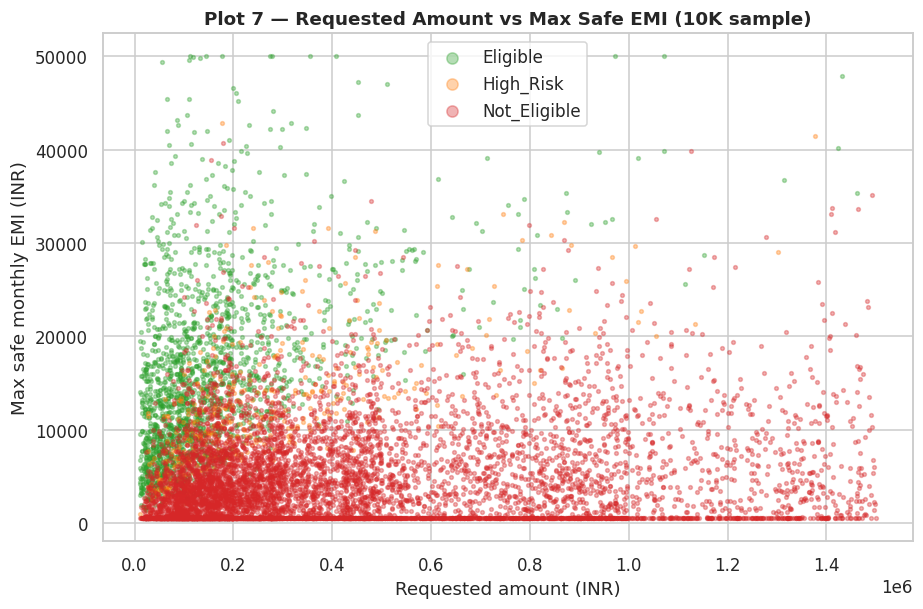 Plot 7 — Requested Amount vs Max Safe EMI (10K sample)
Eligible
High_Risk
Not_Eligible
Max safe monthly EMI (INR)
50000
40000
30000
20000
10000
0
0.0 0.2 0.4 0.6 0.8 1.0 1.2 1.4
1e6
Requested amount (INR)